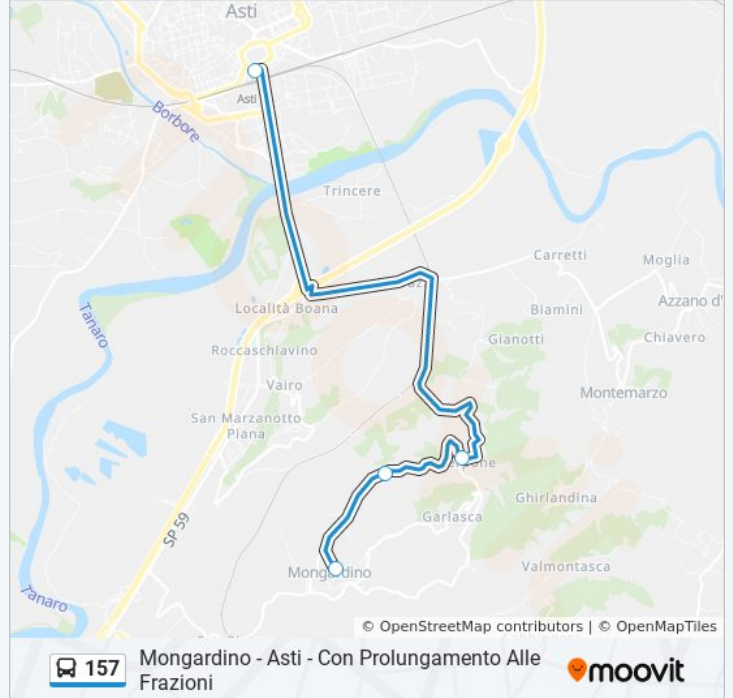 Asti
Asti
Borbore
Trincere
Carretti
Moglia
Azzano d'
Località Boana
Biamini
Tanaro
Gianotti
Chiavero
Roccaschiavino
Vairo
Montemarzo
San Marzanotto
Piana
Ghirlandina
Garlasca
SP 59
Mongardino
Valmontasca
Tanaro
© OpenStreetMap contributors | © OpenMapTiles
157
Mongardino - Asti - Con Prolungamento Alle
Frazioni
moovit